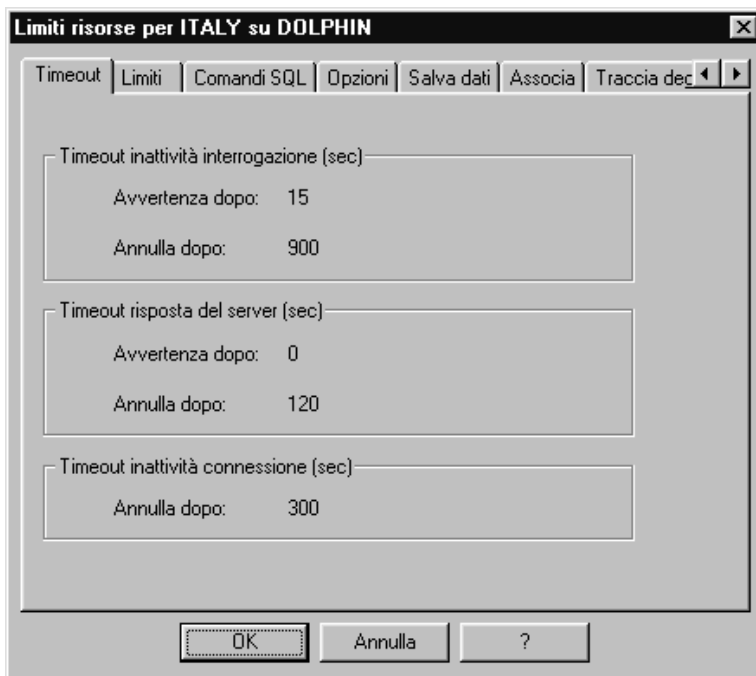 Limiti risorse per ITALY su DOLPHIN
Timeout Limiti Comandi SQL Opzioni Salva dati Associa Traccia deg
Timeout inattività interrogazione (sec)
Avvertenza dopo: 15
Annulla dopo: 900
Timeout risposta del server (sec)
Avvertenza dopo: 0
Annulla dopo: 120
Timeout inattività connessione (sec)
Annulla dopo: 300
OK Annulla ?